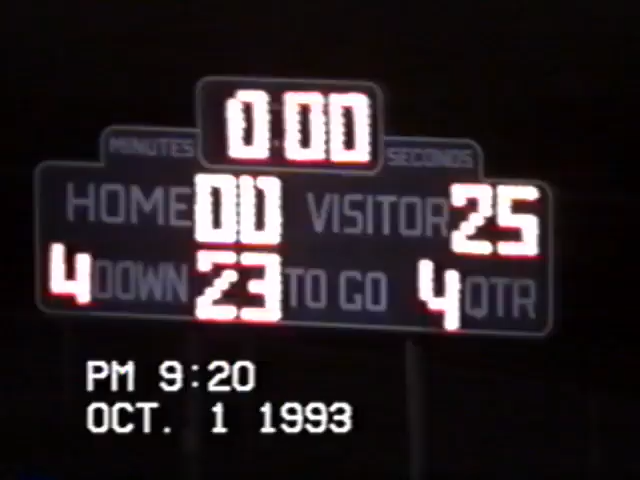 0:00
MINUTES SECONDS
HOME 00 VISITOR 25
4 DOWN 23 TO GO 4 QTR
PM 9:20
OCT. 1 1993